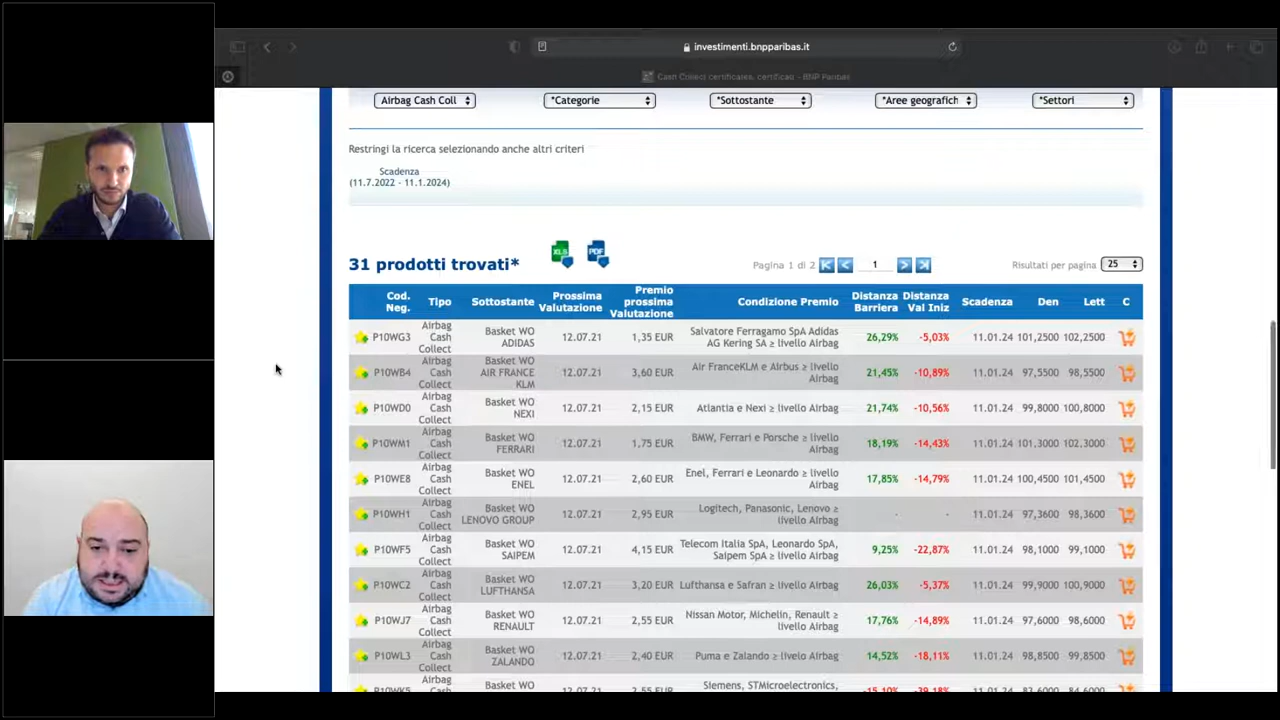 investimenti.bnpparibas.it
Cash Collect certificates, certificati - BNP Paribas
Airbag Cash Coll *Categorie *Sottostante *Aree geografich *Settori
Restringi la ricerca selezionando anche altri criteri
Scadenza
(11.7.2022 - 11.1.2024)
31 prodotti trovati* XLS PDF Pagina 1 di 2 1 Risultati per pagina 25
Cod. Neg. Tipo Sottostante Prossima Valutazione Premio prossima Valutazione Condizione Premio Distanza Barriera Distanza Val Iniz Scadenza Den Lett C
P10WG3 Airbag Cash Collect Basket WO ADIDAS 12.07.21 1,35 EUR Salvatore Ferragamo SpA Adidas AG Kering SA ≥ livello Airbag 26,29% -5,03% 11.01.24 101,2500 102,2500
P10WB4 Airbag Cash Collect Basket WO AIR FRANCE KLM 12.07.21 3,60 EUR Air FranceKLM e Airbus ≥ livello Airbag 21,45% -10,89% 11.01.24 97,5500 98,5500
P10WD0 Airbag Cash Collect Basket WO NEXI 12.07.21 2,15 EUR Atlantia e Nexi ≥ livello Airbag 21,74% -10,56% 11.01.24 99,8000 100,8000
P10WM1 Airbag Cash Collect Basket WO FERRARI 12.07.21 1,75 EUR BMW, Ferrari e Porsche ≥ livello Airbag 18,19% -14,43% 11.01.24 101,3000 102,3000
P10WE8 Airbag Cash Collect Basket WO ENEL 12.07.21 2,60 EUR Enel, Ferrari e Leonardo ≥ livello Airbag 17,85% -14,79% 11.01.24 100,4500 101,4500
P10WH1 Airbag Cash Collect Basket WO LENOVO GROUP 12.07.21 2,95 EUR Logitech, Panasonic, Lenovo ≥ livello Airbag - - 11.01.24 97,3600 98,3600
P10WF5 Airbag Cash Collect Basket WO SAIPEM 12.07.21 4,15 EUR Telecom Italia SpA, Leonardo SpA, Saipem SpA ≥ livello Airbag 9,25% -22,87% 11.01.24 98,1000 99,1000
P10WC2 Airbag Cash Collect Basket WO LUFTHANSA 12.07.21 3,20 EUR Lufthansa e Safran ≥ livello Airbag 26,03% -5,37% 11.01.24 99,9000 100,9000
P10WJ7 Airbag Cash Collect Basket WO RENAULT 12.07.21 2,55 EUR Nissan Motor, Michelin, Renault ≥ livello Airbag 17,76% -14,89% 11.01.24 97,6000 98,6000
P10WL3 Airbag Cash Collect Basket WO ZALANDO 12.07.21 2,40 EUR Puma e Zalando ≥ livello Airbag 14,52% -18,11% 11.01.24 98,8500 99,8500
Airbag Basket WO 12.07.21 Siemens, STMicroelectronics,